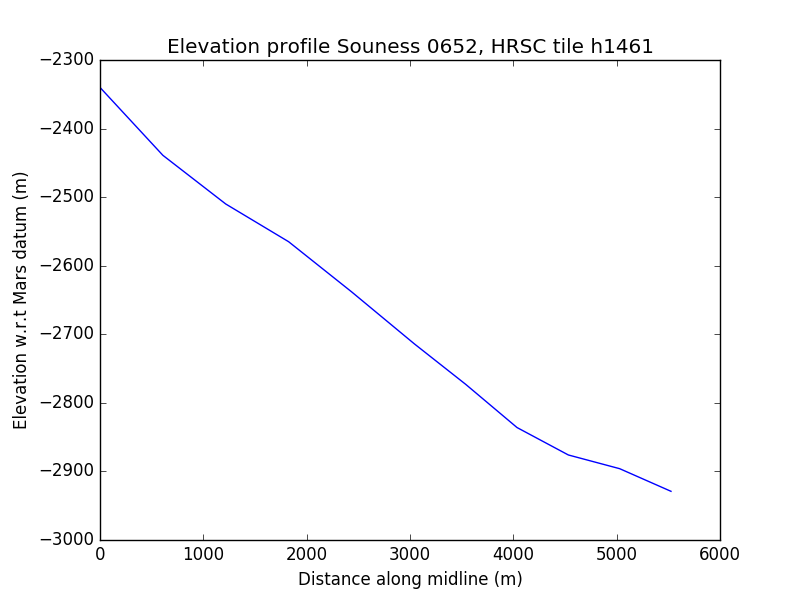 Elevation profile Souness 0652, HRSC tile h1461
−2300
−2400
−2500
−2600
−2700
−2800
−2900
−3000
Elevation w.r.t Mars datum (m)
0 1000 2000 3000 4000 5000 6000
Distance along midline (m)